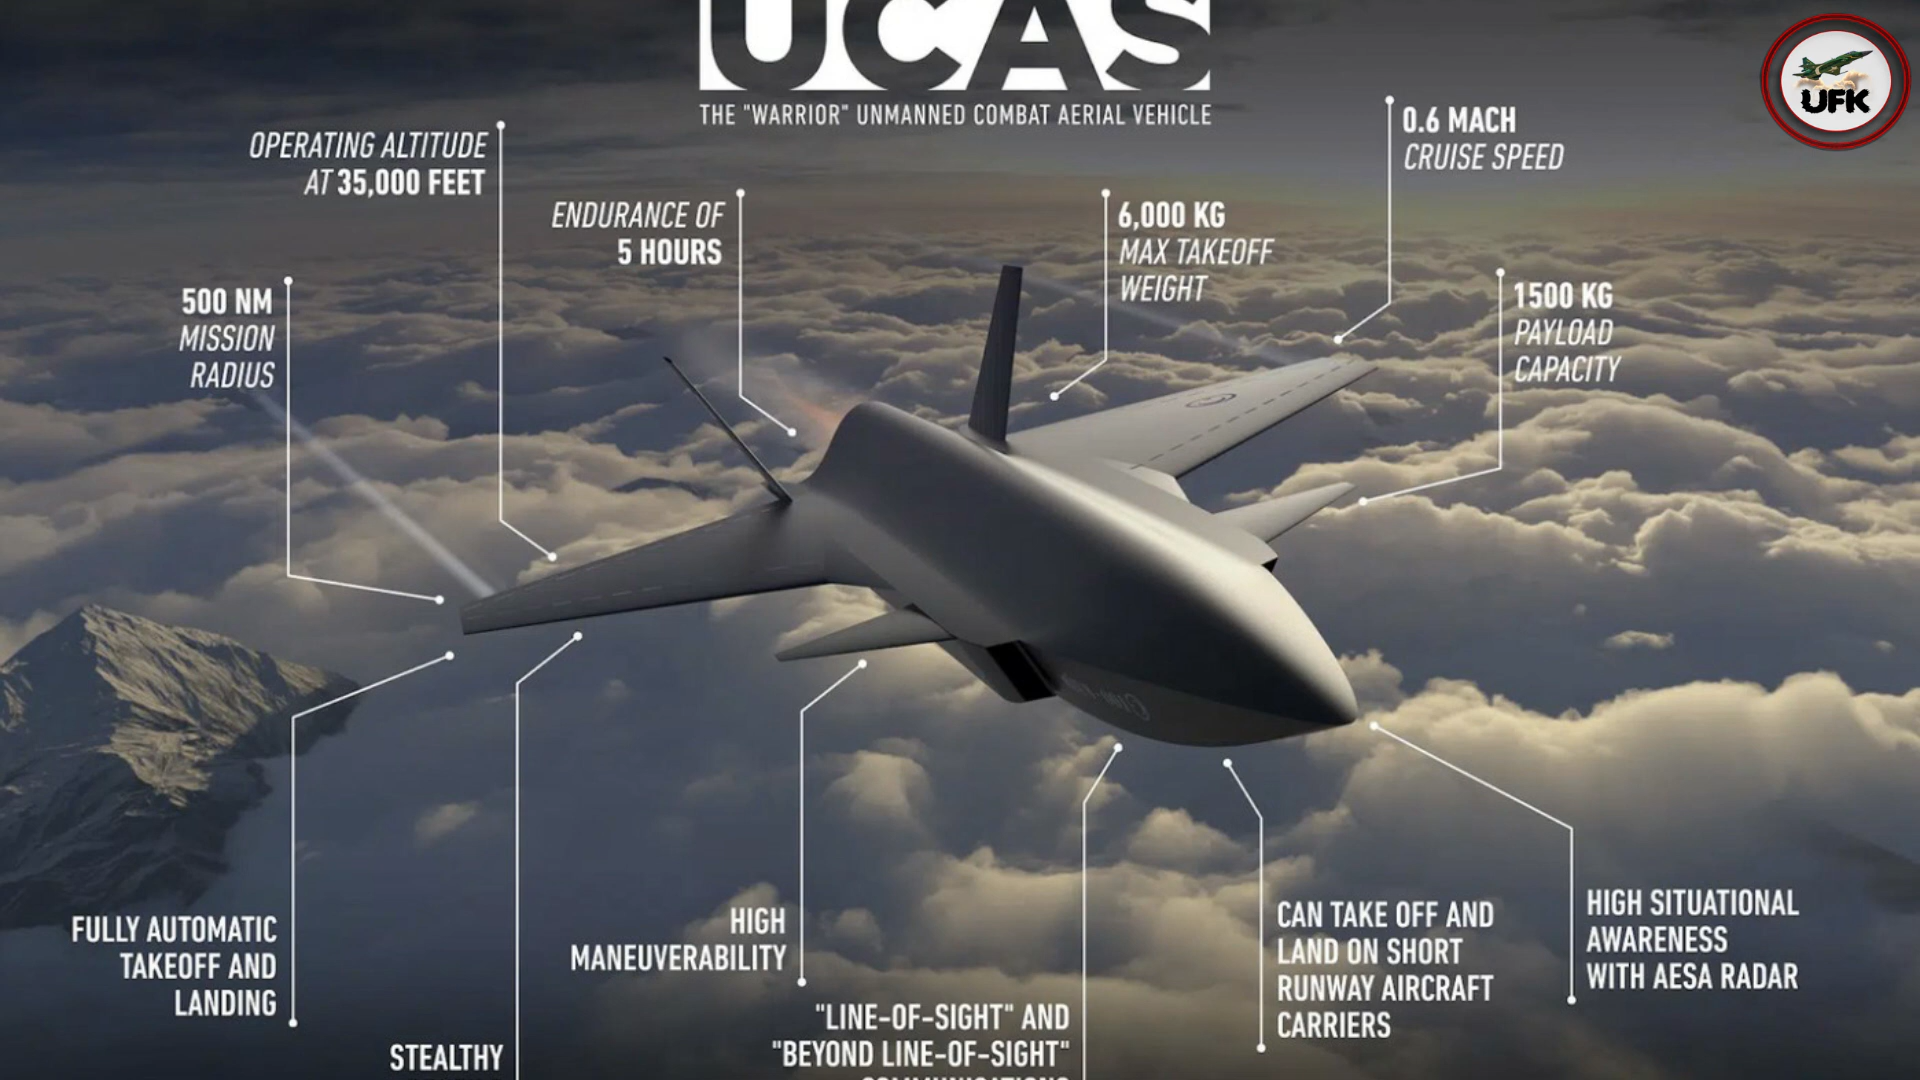 UCAS
THE "WARRIOR" UNMANNED COMBAT AERIAL VEHICLE
UFK
OPERATING ALTITUDE
AT 35,000 FEET
ENDURANCE OF
5 HOURS
6,000 KG
MAX TAKEOFF
WEIGHT
0.6 MACH
CRUISE SPEED
500 NM
MISSION
RADIUS
1500 KG
PAYLOAD
CAPACITY
FULLY AUTOMATIC
TAKEOFF AND
LANDING
STEALTHY
HIGH
MANEUVERABILITY
"LINE-OF-SIGHT" AND
"BEYOND LINE-OF-SIGHT"
CAN TAKE OFF AND
LAND ON SHORT
RUNWAY AIRCRAFT
CARRIERS
HIGH SITUATIONAL
AWARENESS
WITH AESA RADAR